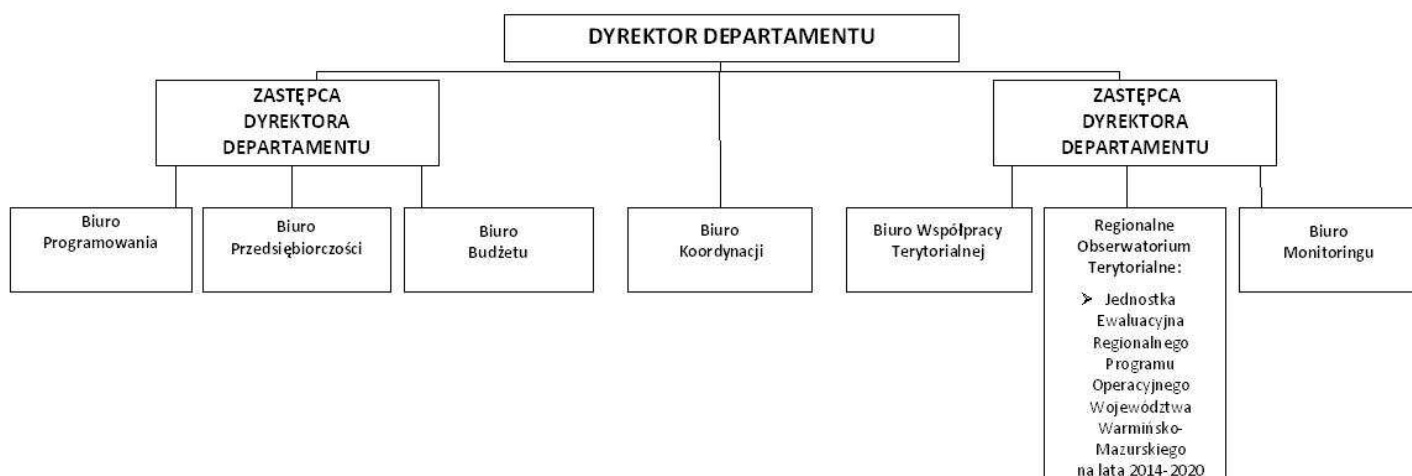 DYREKTOR DEPARTAMENTU
ZASTĘPCA
DYREKTORA
DEPARTAMENTU
ZASTĘPCA
DYREKTORA
DEPARTAMENTU
Biuro
Programowania
Biuro
Przedsiębiorczości
Biuro
Budżetu
Biuro
Koordynacji
Biuro Współpracy
Terytorialnej
Regionalne
Obserwatorium
Terytorialne:
➤ Jednostka
Ewaluacyjna
Regionalnego
Programu
Operacyjnego
Województwa
Warmińsko-
Mazurskiego
na lata 2014-2020
Biuro
Monitoringu